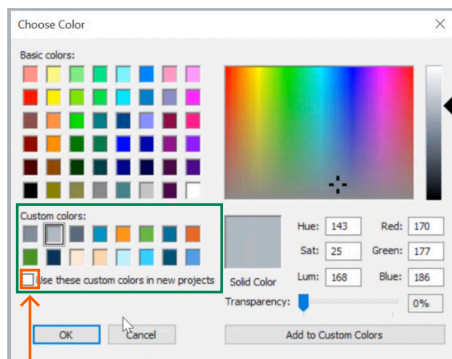 Choose Color
Basic colors:
Custom colors:
Use these custom colors in new projects
OK
Cancel
Solid Color
Hue: 143
Red: 170
Sat: 25
Green: 177
Lum: 168
Blue: 186
Transparency:
0%
Add to Custom Colors